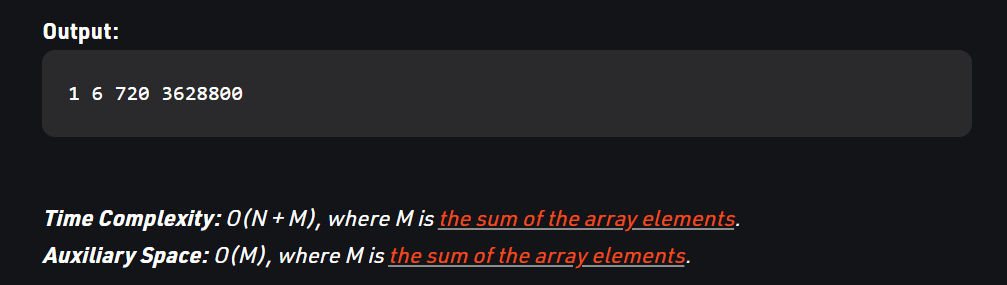 Output:
1 6 720 3628800
Time Complexity: O(N + M), where M is the sum of the array elements.
Auxiliary Space: O(M), where M is the sum of the array elements.